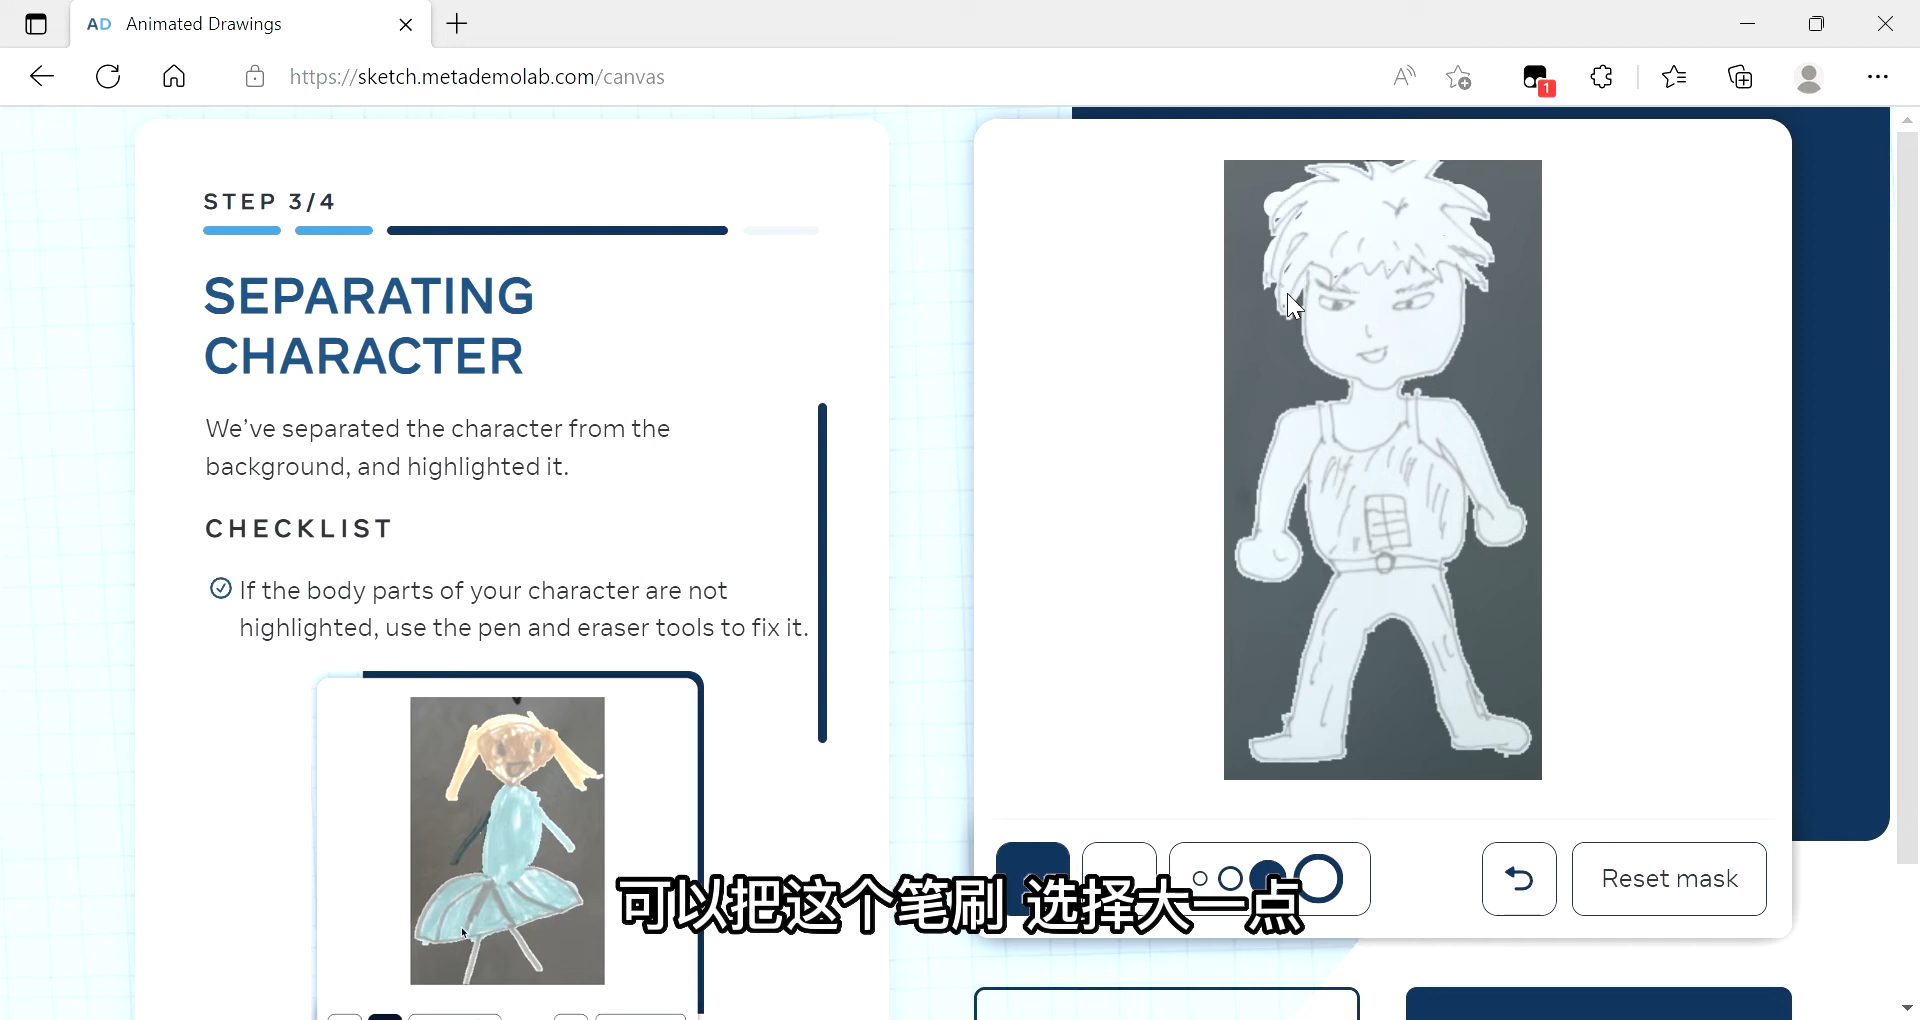 AD Animated Drawings
https://sketch.metademolab.com/canvas
1
STEP 3/4
SEPARATING
CHARACTER
We've separated the character from the
background, and highlighted it.
CHECKLIST
If the body parts of your character are not
highlighted, use the pen and eraser tools to fix it.
Reset mask
可以把这个笔刷 选择大一点